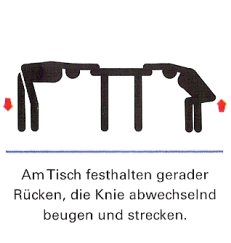 Am Tisch festhalten gerader
Rücken, die Knie abwechselnd
beugen und strecken.